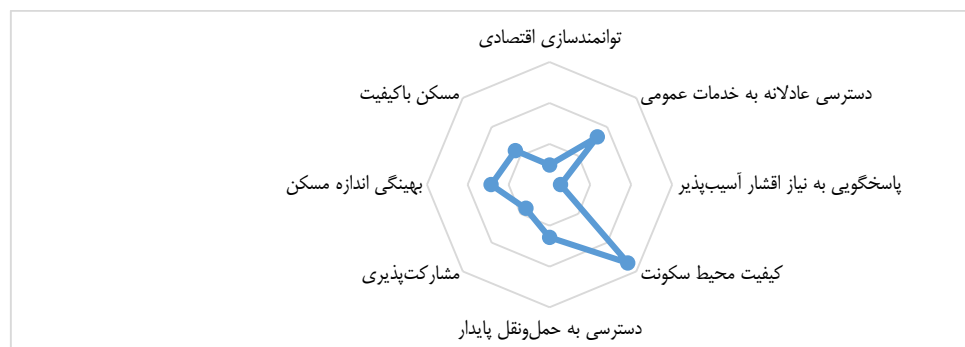 توانمندسازی اقتصادی
دسترسی عادلانه به خدمات عمومی
مسکن باکیفیت
پاسخگویی به نیاز اقشار آسیب‌پذیر
بهینگی اندازه مسکن
کیفیت محیط سکونت
مشارکت‌پذیری
دسترسی به حمل‌ونقل پایدار